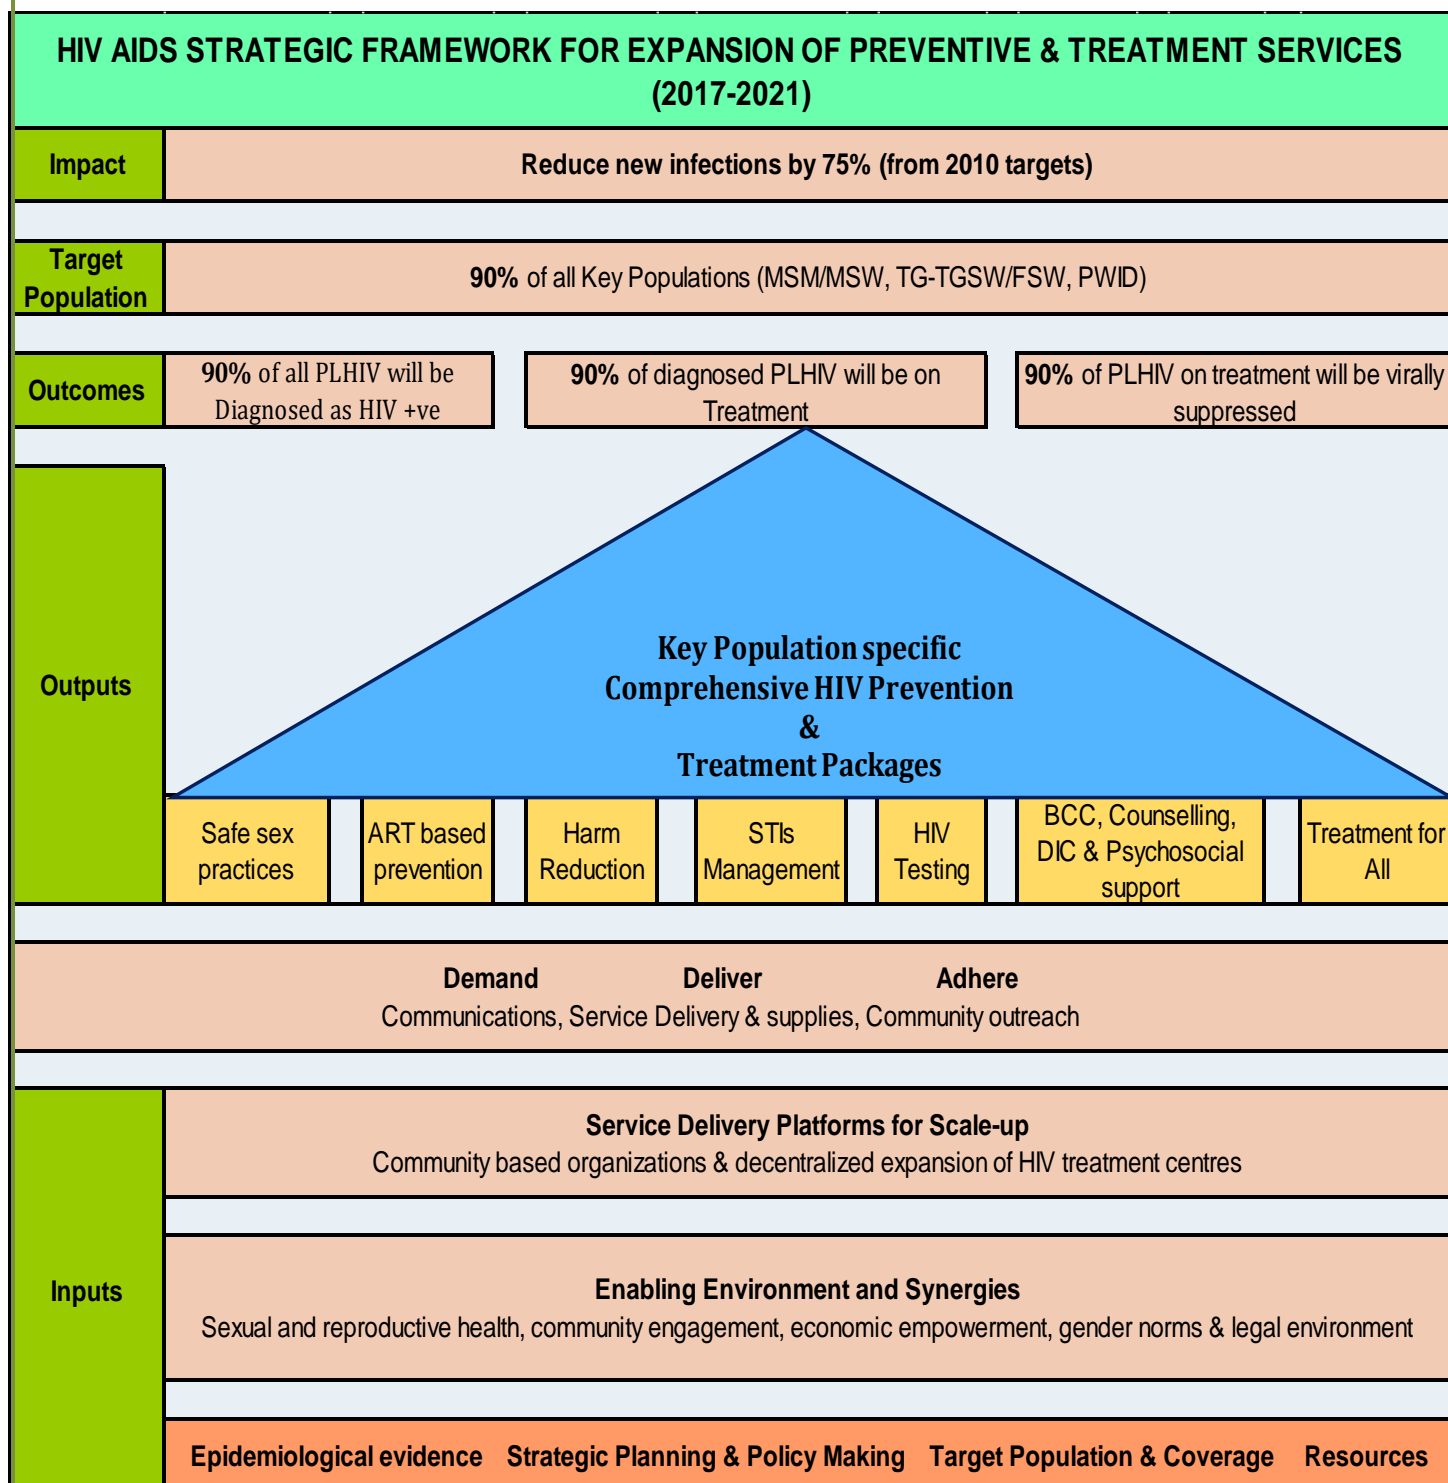 HIV AIDS STRATEGIC FRAMEWORK FOR EXPANSION OF PREVENTIVE & TREATMENT SERVICES
(2017-2021)
Impact
Reduce new infections by 75% (from 2010 targets)
Target
Population
90% of all Key Populations (MSM/MSW, TG-TGSW/FSW, PWID)
Outcomes
90% of all PLHIV will be
Diagnosed as HIV +ve
90% of diagnosed PLHIV will be on
Treatment
90% of PLHIV on treatment will be virally
suppressed
Outputs
Key Population specific
Comprehensive HIV Prevention
&
Treatment Packages
Safe sex
practices
ART based
prevention
Harm
Reduction
STIs
Management
HIV
Testing
BCC, Counselling,
DIC & Psychosocial
support
Treatment for
All
Demand Deliver Adhere
Communications, Service Delivery & supplies, Community outreach
Inputs
Service Delivery Platforms for Scale-up
Community based organizations & decentralized expansion of HIV treatment centres
Enabling Environment and Synergies
Sexual and reproductive health, community engagement, economic empowerment, gender norms & legal environment
Epidemiological evidence Strategic Planning & Policy Making Target Population & Coverage Resources